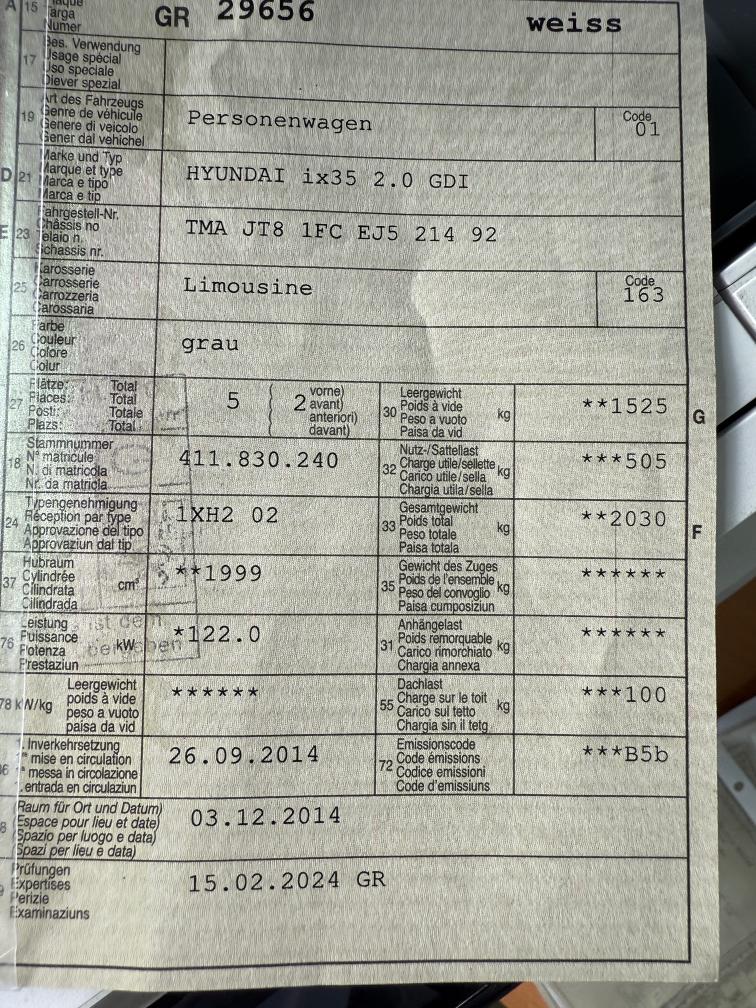 A 15 Targa GR 29656 weiss
Numer
Bes. Verwendung
17 Usage spécial
Uso speciale
Diever spezial
Art des Fahrzeugs
19 Genre de véhicule Personenwagen Code
Genere di veicolo 01
Gener dal vehichel
Marke und Typ
D 21 Marque et type HYUNDAI ix35 2.0 GDI
Marca e tipo
Marca e tip
Fahrgestell-Nr.
E 23 Châssis no TMA JT8 1FC EJ5 214 92
Telaio n.
Schassis nr.
Carosserie
25 Carrosserie Limousine Code
Carrozzeria 163
Carossaria
Farbe
26 Couleur grau
Colore
Colur
27 Plätze: Total 5 2 vorne) 30 Leergewicht **1525 G
Places: Total avant) Poids à vide kg
Posti: Totale anteriori) Peso a vuoto
Plazs: Total davant) Paisa da vid
18 Stammnummer 411.830.240 32 Nutz-/Sattellast ***505
N° matricule Charge utile/sellette kg
N. di matricola Carico utile/sella
Nr. da matricla Chargia utila/sella
24 Typengenehmigung 1XH2 02 33 Gesamtgewicht **2030 F
Réception par type Poids total kg
Approvazione del tipo Peso totale
Approvaziun dal tip Paisa totala
37 Hubraum **1999 35 Gewicht des Zuges ******
Cylindrée cm³ Poids de l'ensemble kg
Cilindrata Peso del convoglio
Cilindrada Paisa cumposiziun
76 Leistung *122.0 31 Anhängelast ******
Puissance kW Poids remorquable kg
Potenza Carico rimorchiato
Prestaziun Chargia annexa
78 kW/kg Leergewicht ****** 55 Dachlast ***100
poids à vide Charge sur le toit kg
peso a vuoto Carico sul tetto
paisa da vid Chargia sin il tetg
1. Inverkehrsetzung 26.09.2014 72 Emissionscode ***B5b
mise en circulation Code émissions
messa in circolazione Codice emissioni
entrada en circulaziun Code d'emissiuns
(Raum für Ort und Datum) 03.12.2014
(Espace pour lieu et date)
(Spazio per luogo e data)
(Spazi per lieu e data)
Prüfungen 15.02.2024 GR
Expertises
Perizie
Examinaziuns
ist dem